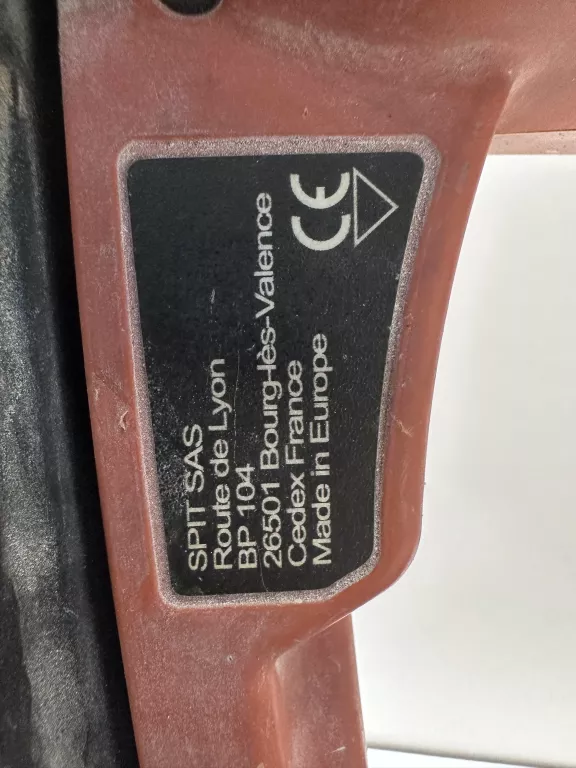 SPIT SAS
Route de Lyon
BP 104
26501 Bourg-lès-Valence
Cedex France
Made in Europe
CE